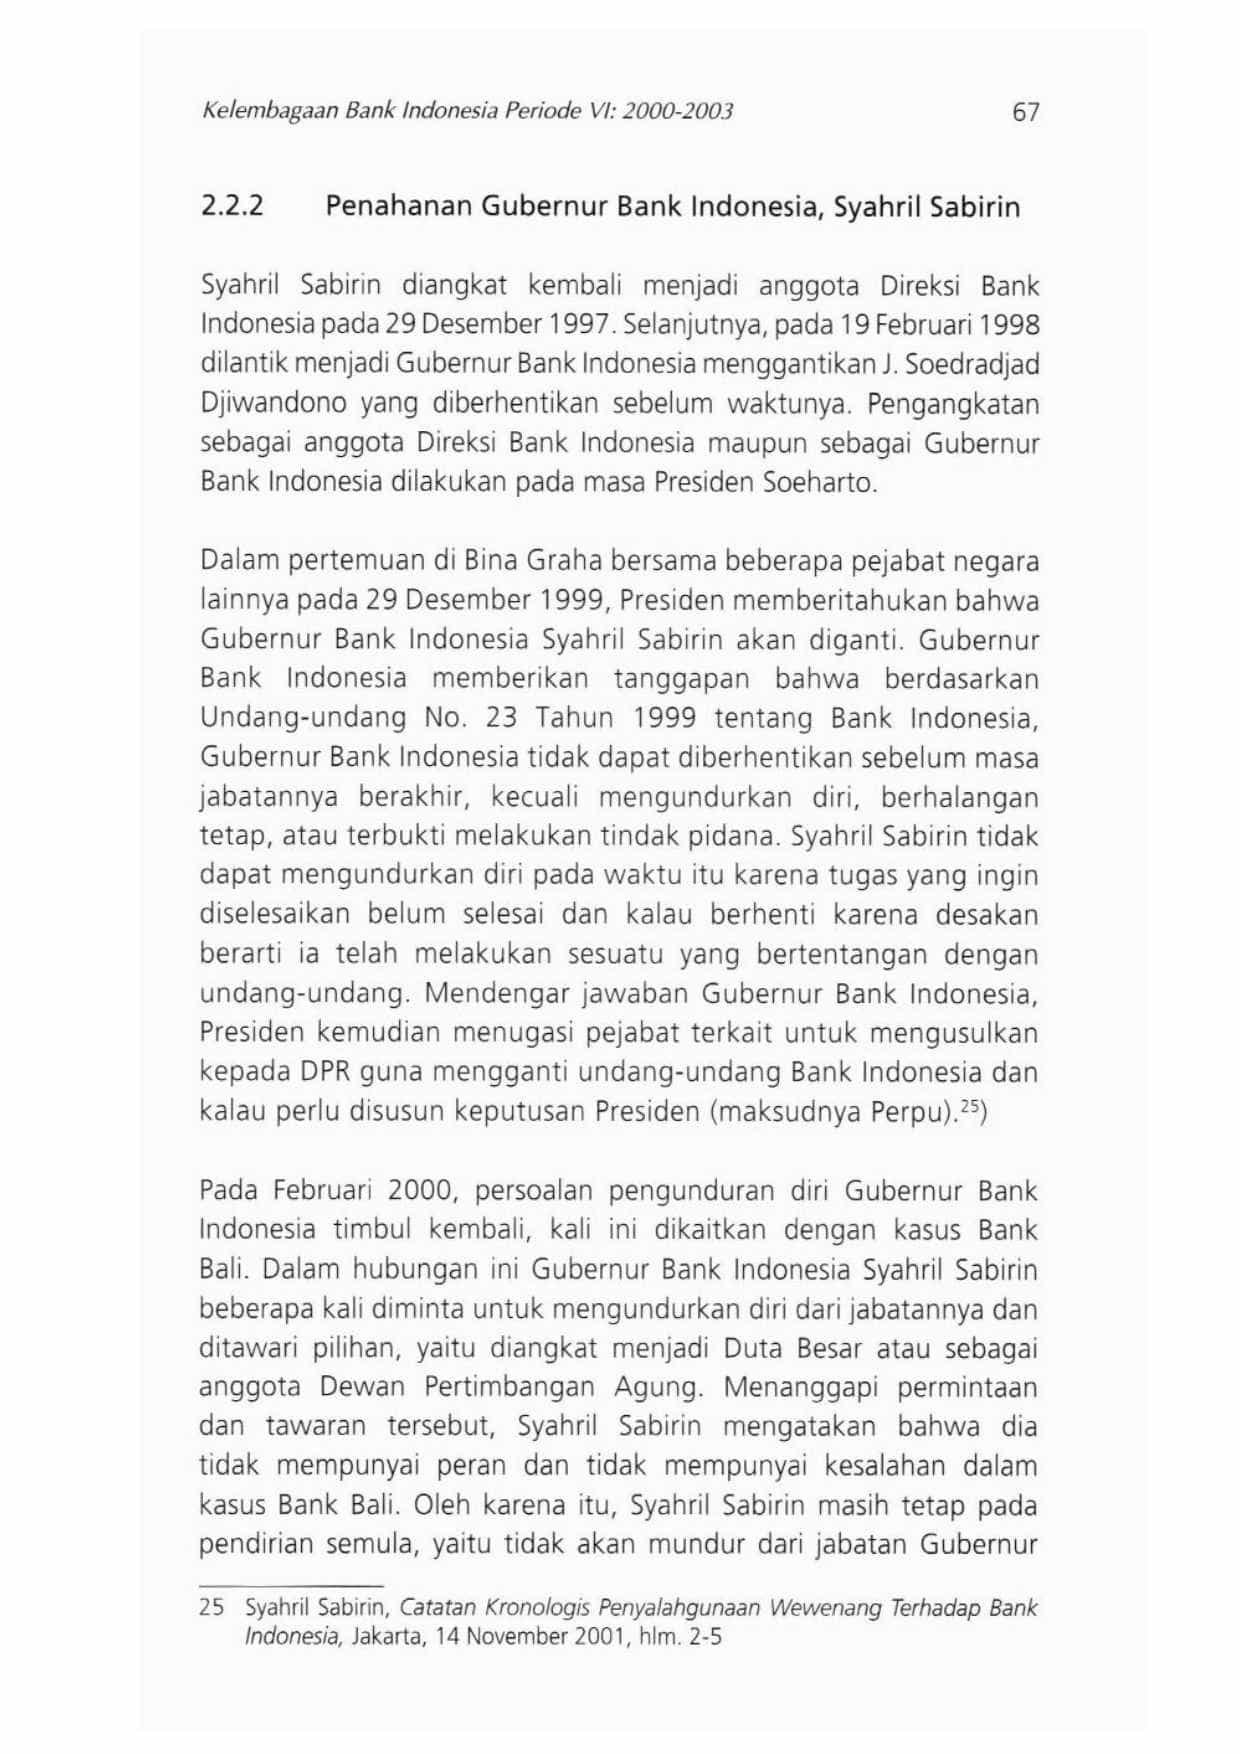 Kelembagaan Bank Indonesia Periode VI: 2000-2003 67
2.2.2 Penahanan Gubernur Bank Indonesia, Syahril Sabirin
Syahril Sabirin diangkat kembali menjadi anggota Direksi Bank
Indonesia pada 29 Desember 1997. Selanjutnya, pada 19 Februari 1998
dilantik menjadi Gubernur Bank Indonesia menggantikan J. Soedradjad
Djiwandono yang diberhentikan sebelum waktunya. Pengangkatan
sebagai anggota Direksi Bank Indonesia maupun sebagai Gubernur
Bank Indonesia dilakukan pada masa Presiden Soeharto.
Dalam pertemuan di Bina Graha bersama beberapa pejabat negara
lainnya pada 29 Desember 1999, Presiden memberitahukan bahwa
Gubernur Bank Indonesia Syahril Sabirin akan diganti. Gubernur
Bank Indonesia memberikan tanggapan bahwa berdasarkan
Undang-undang No. 23 Tahun 1999 tentang Bank Indonesia,
Gubernur Bank Indonesia tidak dapat diberhentikan sebelum masa
jabatannya berakhir, kecuali mengundurkan diri, berhalangan
tetap, atau terbukti melakukan tindak pidana. Syahril Sabirin tidak
dapat mengundurkan diri pada waktu itu karena tugas yang ingin
diselesaikan belum selesai dan kalau berhenti karena desakan
berarti ia telah melakukan sesuatu yang bertentangan dengan
undang-undang. Mendengar jawaban Gubernur Bank Indonesia,
Presiden kemudian menugasi pejabat terkait untuk mengusulkan
kepada DPR guna mengganti undang-undang Bank Indonesia dan
kalau perlu disusun keputusan Presiden (maksudnya Perpu).²⁵)
Pada Februari 2000, persoalan pengunduran diri Gubernur Bank
Indonesia timbul kembali, kali ini dikaitkan dengan kasus Bank
Bali. Dalam hubungan ini Gubernur Bank Indonesia Syahril Sabirin
beberapa kali diminta untuk mengundurkan diri dari jabatannya dan
ditawari pilihan, yaitu diangkat menjadi Duta Besar atau sebagai
anggota Dewan Pertimbangan Agung. Menanggapi permintaan
dan tawaran tersebut, Syahril Sabirin mengatakan bahwa dia
tidak mempunyai peran dan tidak mempunyai kesalahan dalam
kasus Bank Bali. Oleh karena itu, Syahril Sabirin masih tetap pada
pendirian semula, yaitu tidak akan mundur dari jabatan Gubernur
25 Syahril Sabirin, Catatan Kronologis Penyalahgunaan Wewenang Terhadap Bank
Indonesia, Jakarta, 14 November 2001, hlm. 2-5